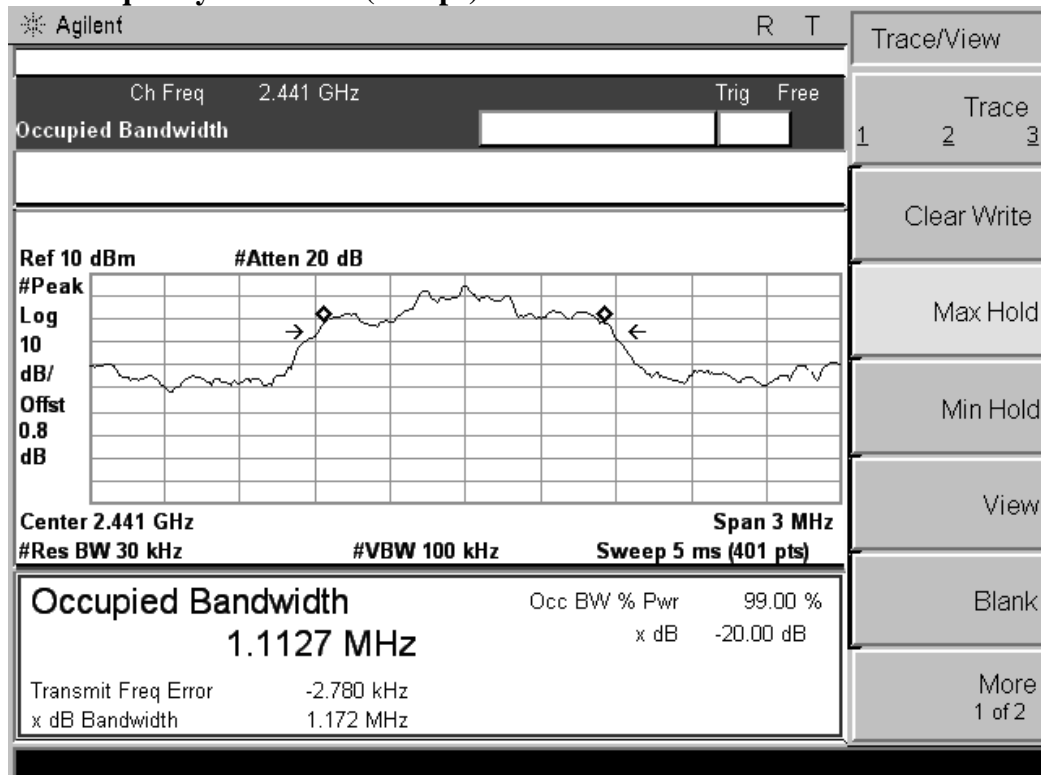 Agilent R T
Trace/View
Ch Freq 2.441 GHz Trig Free
Occupied Bandwidth
Trace
1 2 3
Clear Write
Ref 10 dBm #Atten 20 dB
#Peak
Log
10
dB/
Offst
0.8
dB
Max Hold
Min Hold
Center 2.441 GHz Span 3 MHz
#Res BW 30 kHz #VBW 100 kHz Sweep 5 ms (401 pts)
View
Occupied Bandwidth Occ BW % Pwr 99.00 %
1.1127 MHz x dB -20.00 dB
Blank
Transmit Freq Error -2.780 kHz
x dB Bandwidth 1.172 MHz
More
1 of 2